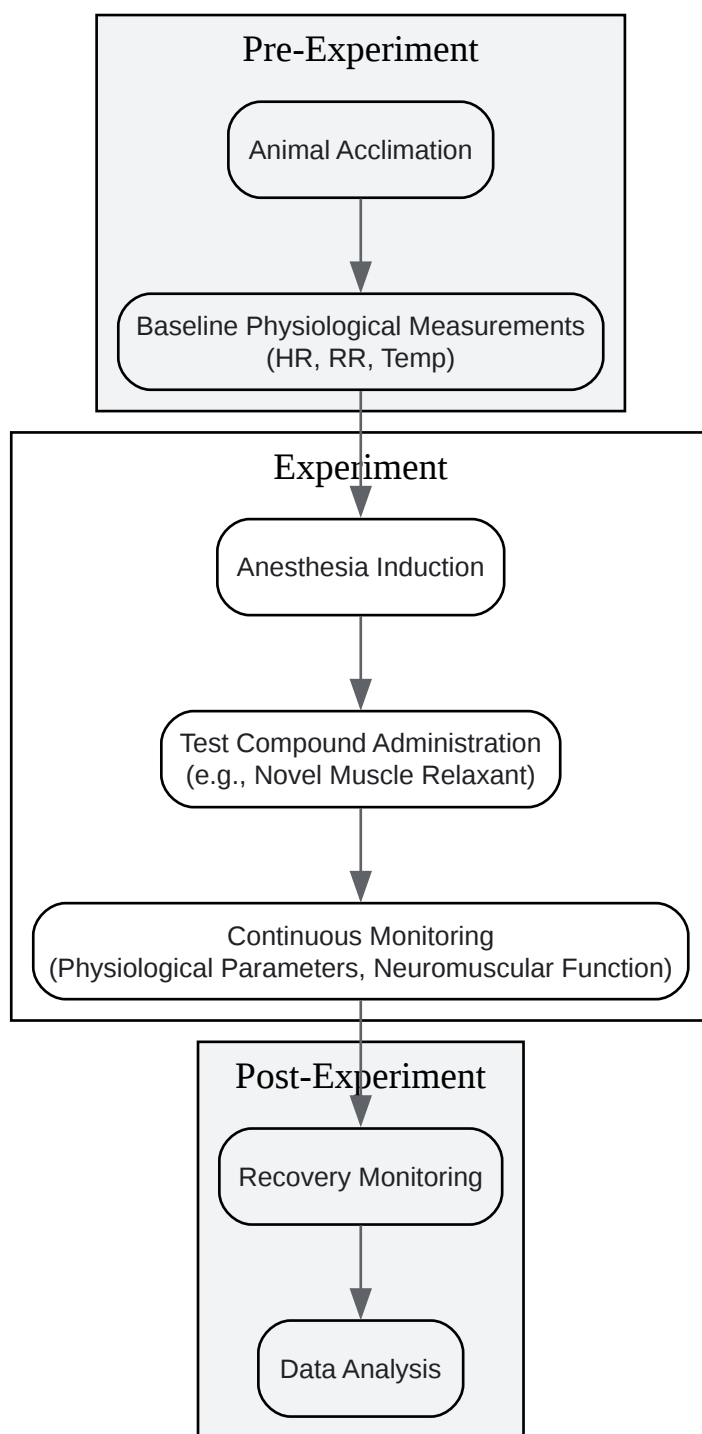 Pre-Experiment
Animal Acclimation
Baseline Physiological Measurements
(HR, RR, Temp)
Experiment
Anesthesia Induction
Test Compound Administration
(e.g., Novel Muscle Relaxant)
Continuous Monitoring
(Physiological Parameters, Neuromuscular Function)
Post-Experiment
Recovery Monitoring
Data Analysis